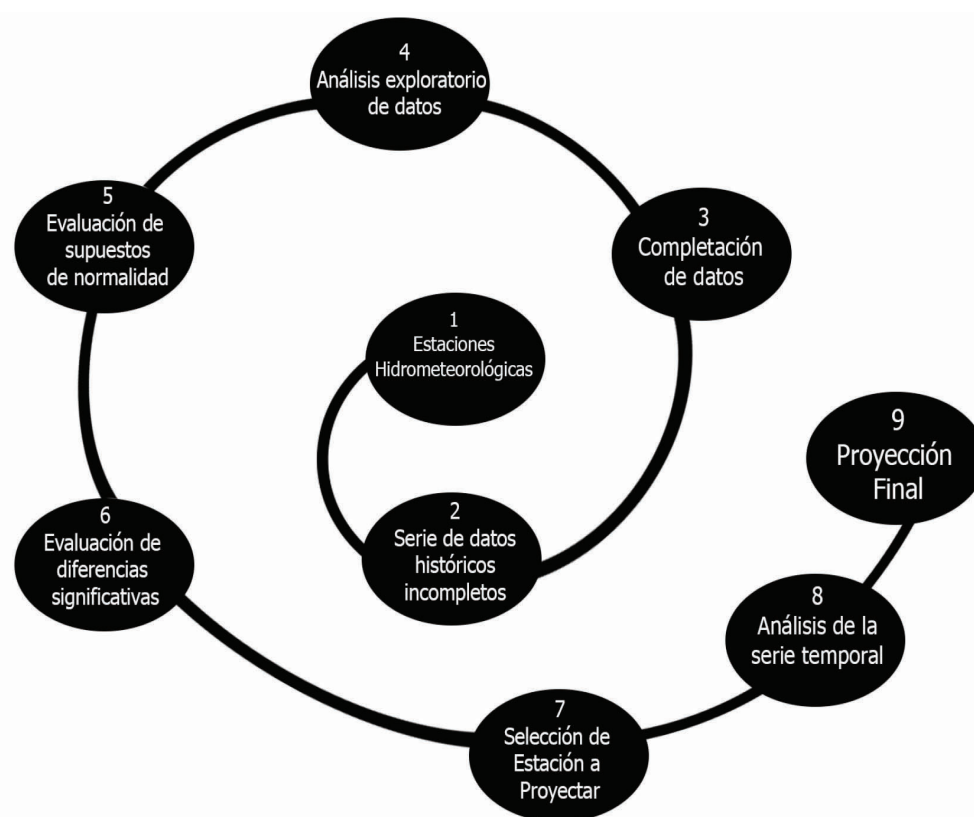 1
Estaciones
Hidrometeorológicas
2
Serie de datos
históricos
incompletos
3
Completación
de datos
4
Análisis exploratorio
de datos
5
Evaluación de
supuestos
de normalidad
6
Evaluación de
diferencias
significativas
7
Selección de
Estación a
Proyectar
8
Análisis de la
serie temporal
9
Proyección
Final